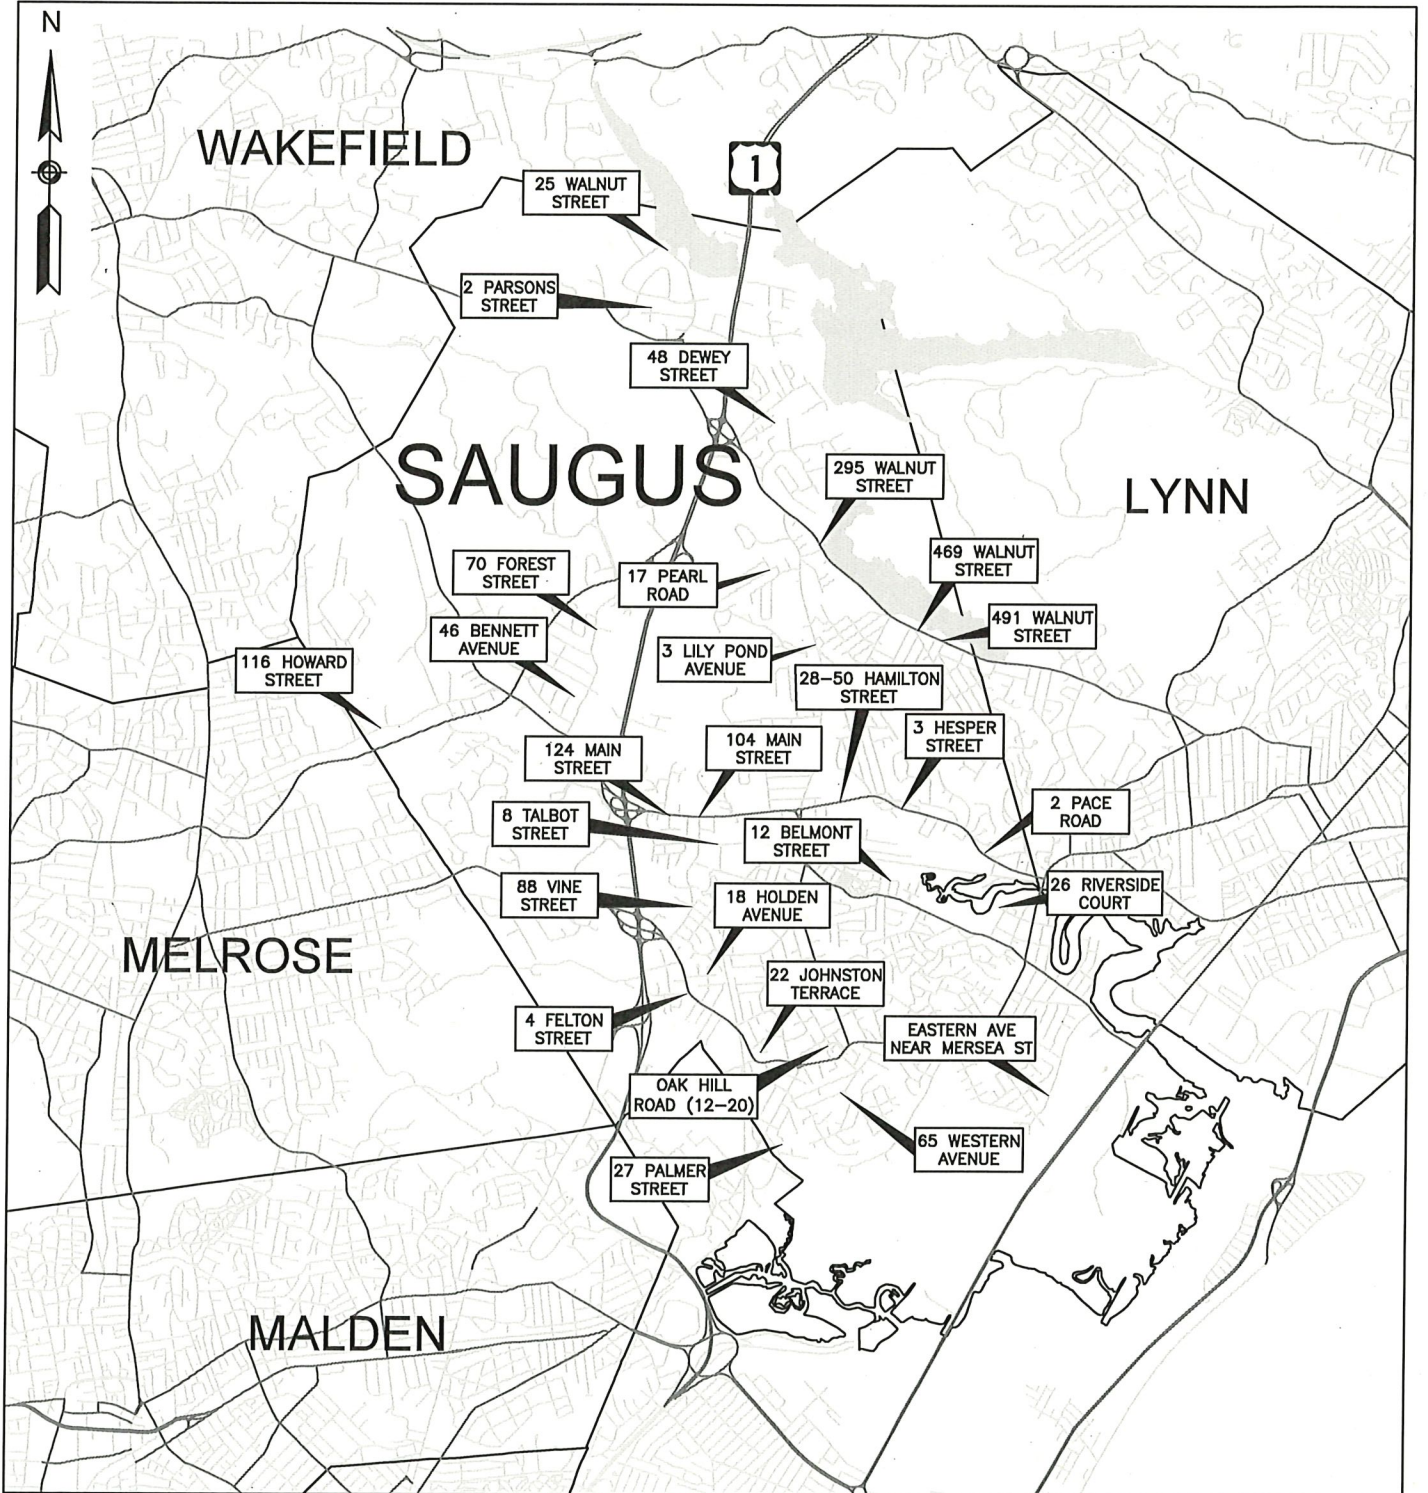 N
WAKEFIELD
1
25 WALNUT
STREET
2 PARSONS
STREET
48 DEWEY
STREET
SAUGUS
295 WALNUT
STREET
LYNN
70 FOREST
STREET
17 PEARL
ROAD
469 WALNUT
STREET
46 BENNETT
AVENUE
3 LILY POND
AVENUE
491 WALNUT
STREET
116 HOWARD
STREET
28-50 HAMILTON
STREET
124 MAIN
STREET
104 MAIN
STREET
3 HESPER
STREET
8 TALBOT
STREET
12 BELMONT
STREET
2 PACE
ROAD
88 VINE
STREET
18 HOLDEN
AVENUE
26 RIVERSIDE
COURT
MELROSE
22 JOHNSTON
TERRACE
4 FELTON
STREET
EASTERN AVE
NEAR MERSEA ST
OAK HILL
ROAD (12-20)
65 WESTERN
AVENUE
27 PALMER
STREET
MALDEN